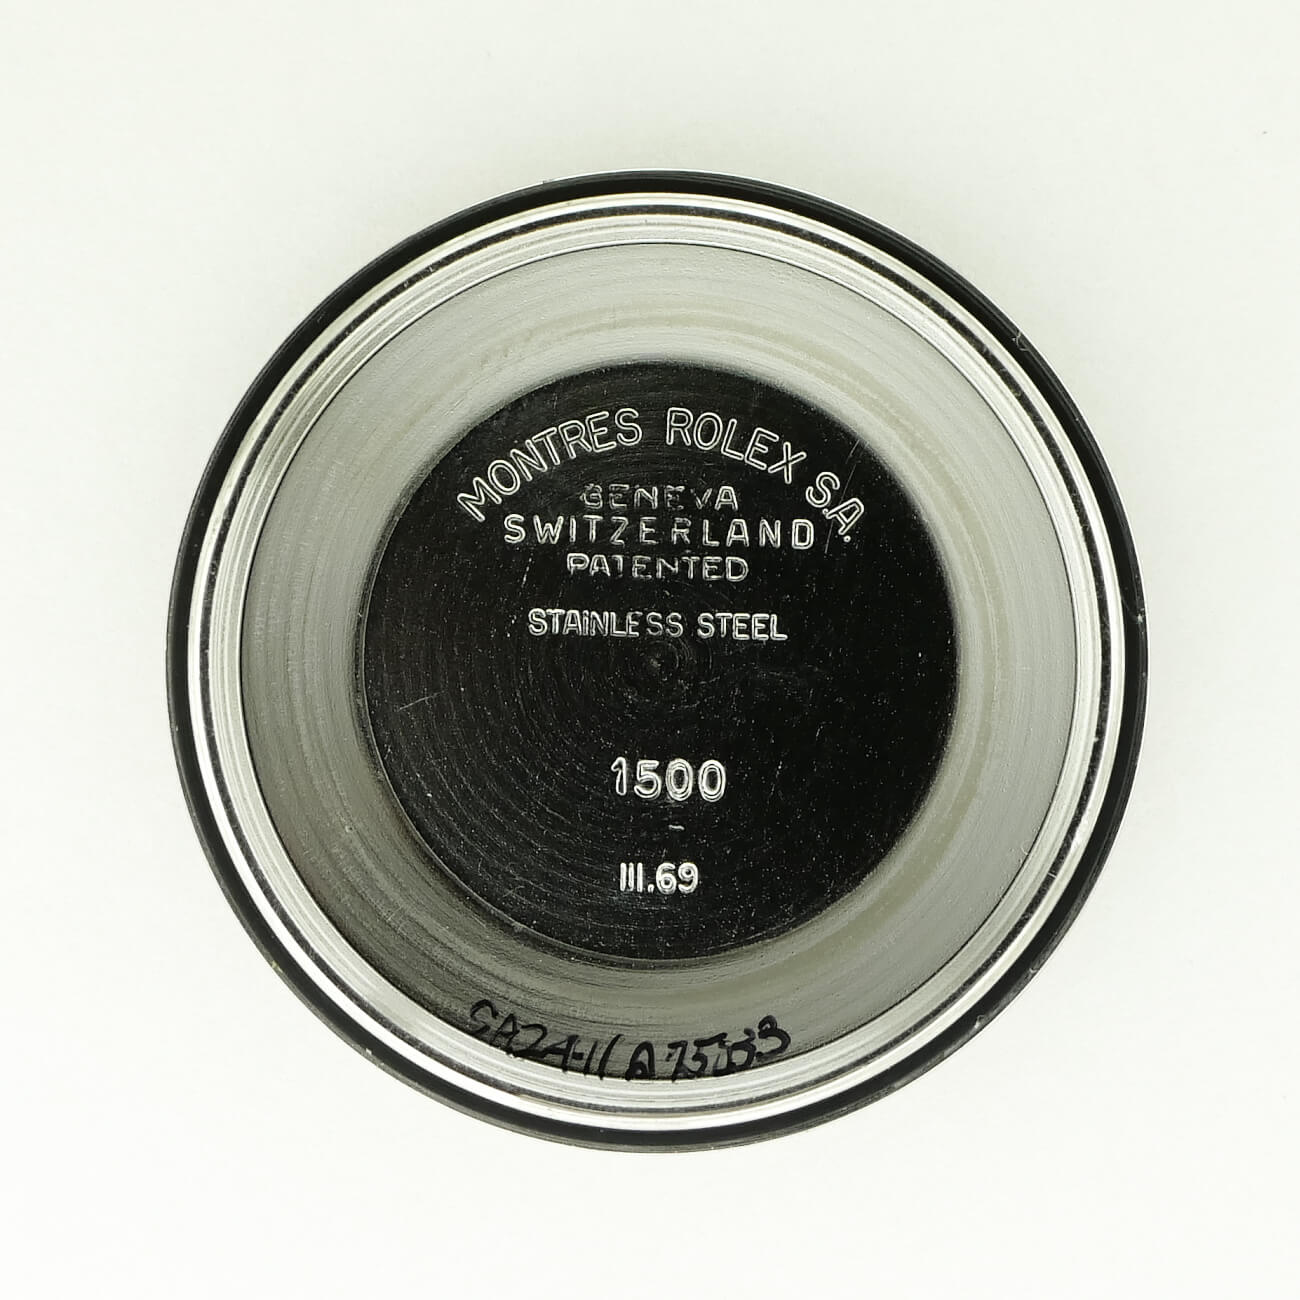 MONTRES ROLEX S.A.
GENEVA
SWITZERLAND
PATENTED
STAINLESS STEEL
1500
III.69